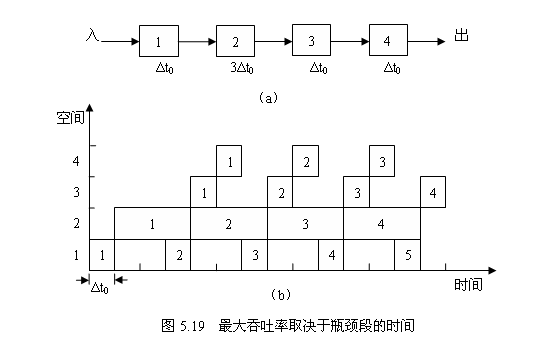 入 1 2 3 4 出
Δt₀ 3Δt₀ Δt₀ Δt₀
(a)
空间
4 1 2 3
3 1 2 3 4
2 1 2 3 4
1 1 2 3 4 5
Δt₀ (b) 时间
图 5.19 最大吞吐率取决于瓶颈段的时间